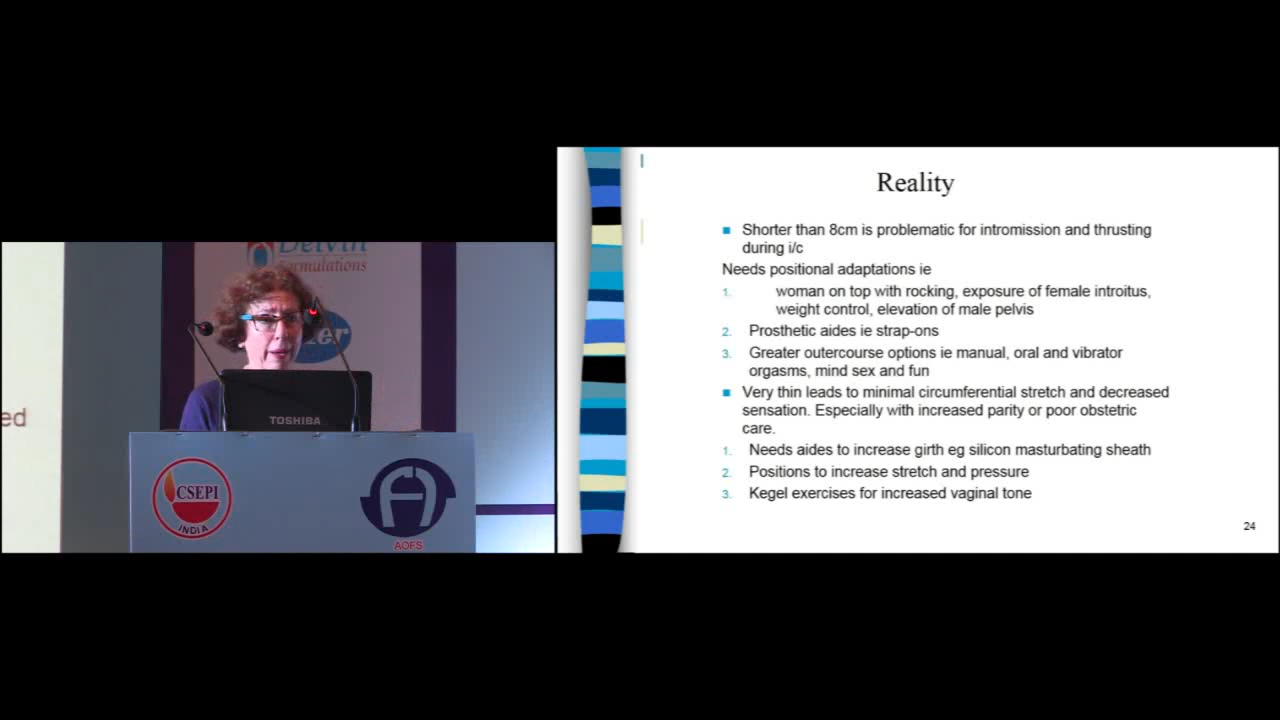 Delvin
Formulations
ed
TOSHIBA
CSEPI
INDIA
AOFS
Reality
Shorter than 8cm is problematic for intromission and thrusting
during i/c
Needs positional adaptations ie
1. woman on top with rocking, exposure of female introitus,
weight control, elevation of male pelvis
2. Prosthetic aides ie strap-ons
3. Greater outercourse options ie manual, oral and vibrator
orgasms, mind sex and fun
Very thin leads to minimal circumferential stretch and decreased
sensation. Especially with increased parity or poor obstetric
care.
1. Needs aides to increase girth eg silicon masturbating sheath
2. Positions to increase stretch and pressure
3. Kegel exercises for increased vaginal tone
24